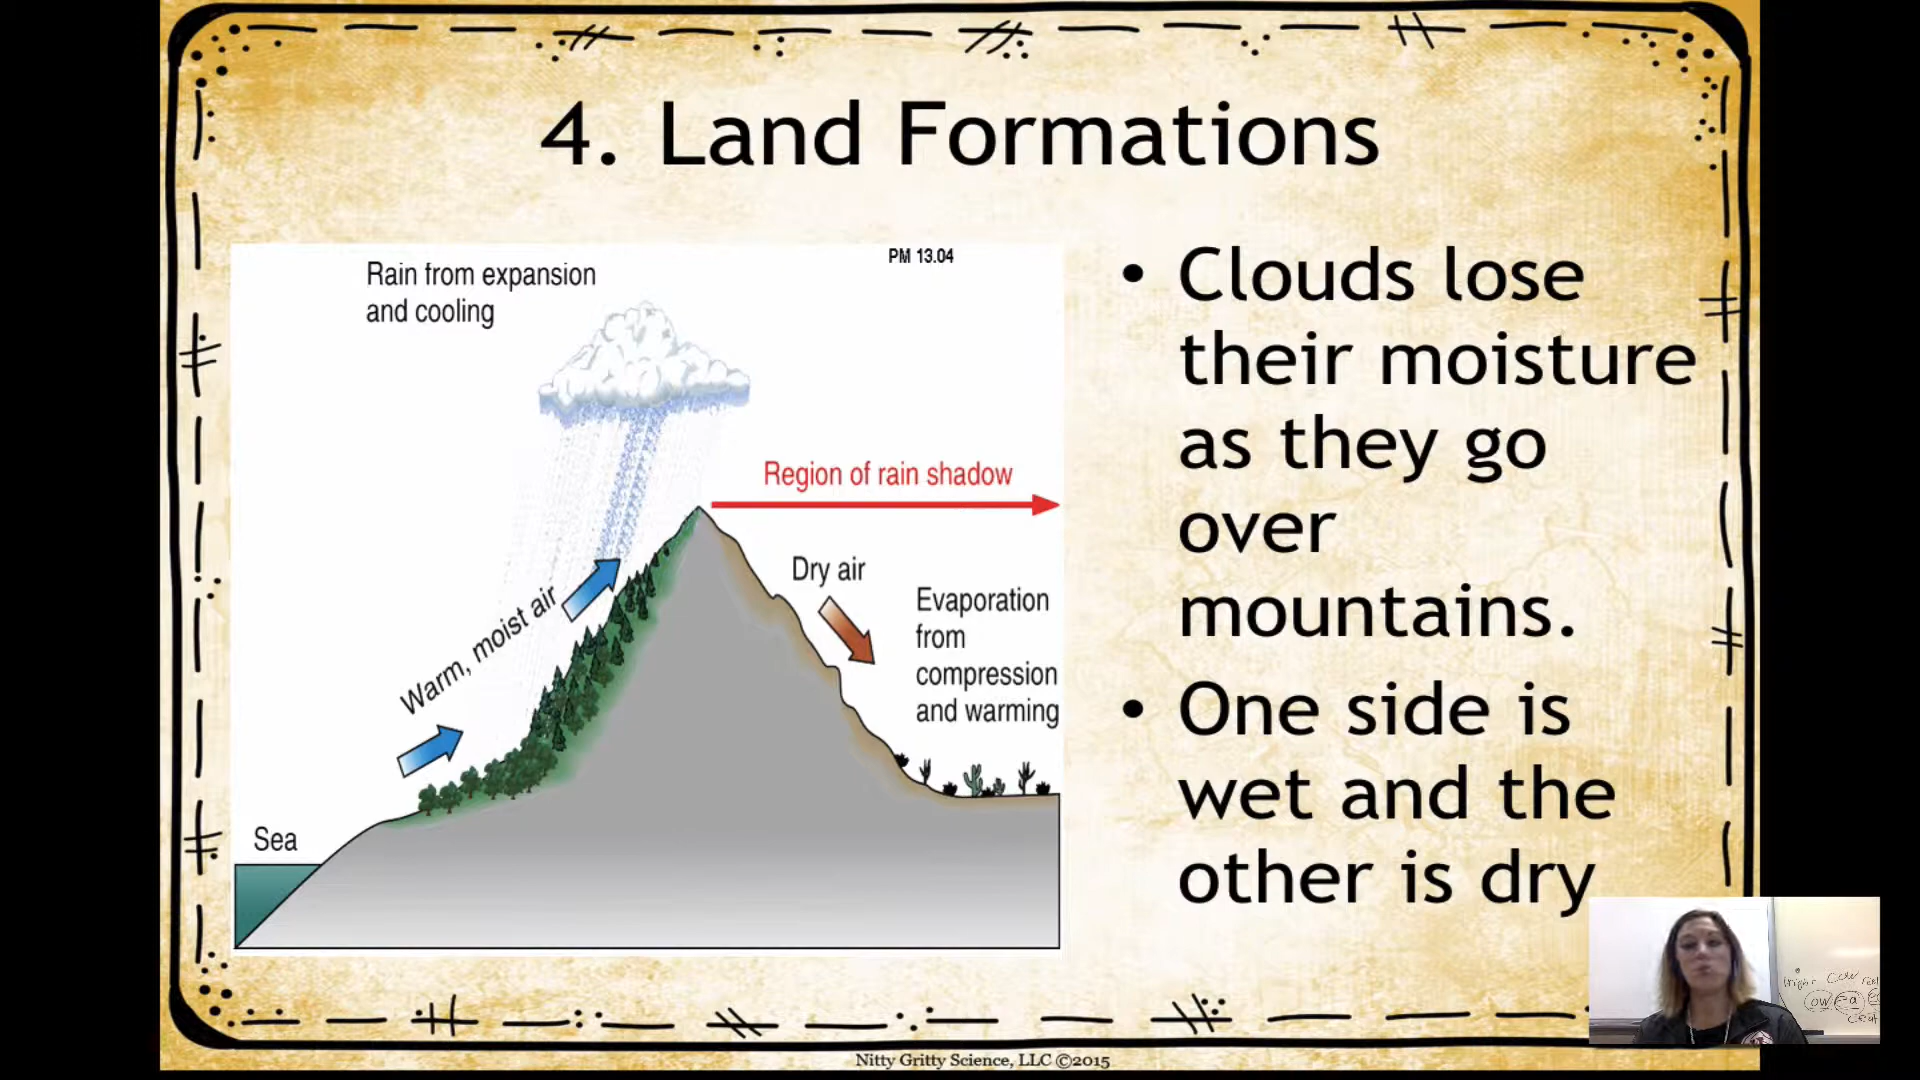 4. Land Formations
PM 13.04
Rain from expansion
and cooling
Region of rain shadow
Dry air
Warm, moist air
Evaporation
from
compression
and warming
Sea
• Clouds lose
their moisture
as they go
over
mountains.
• One side is
wet and the
other is dry
Nitty Gritty Science, LLC ©2015